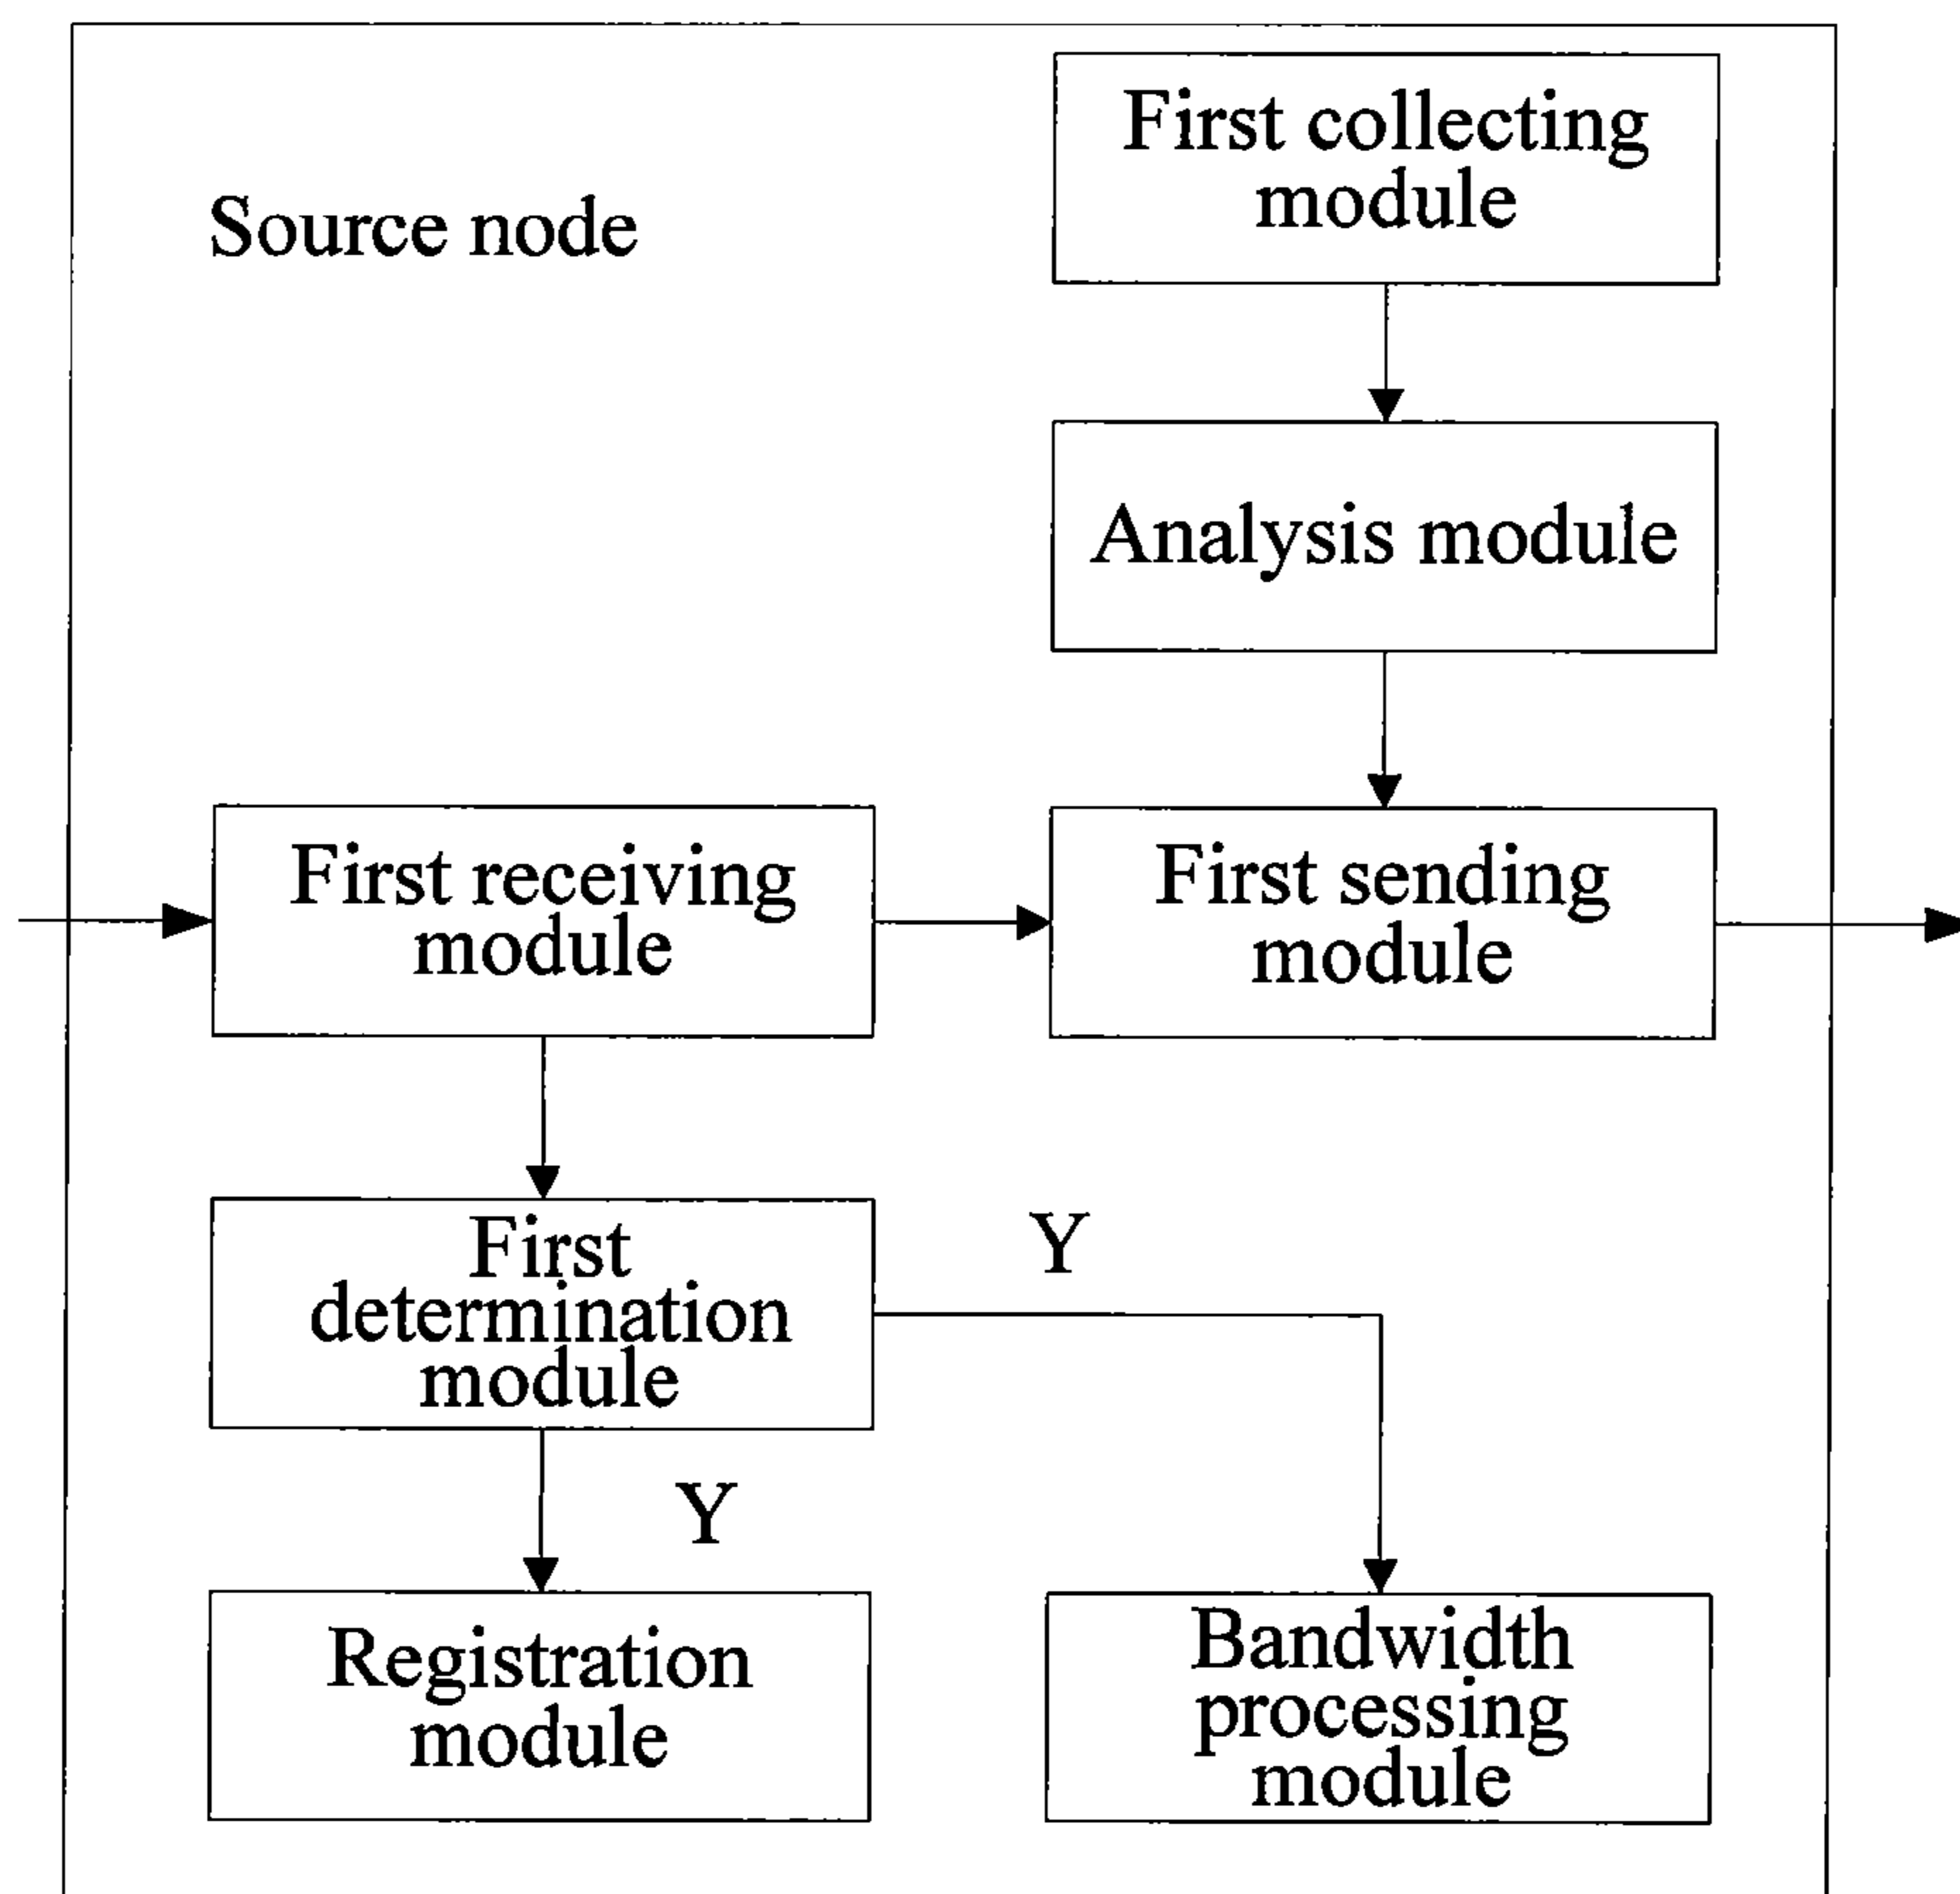 First collecting
module
Source node
Analysis module
First receiving
module
First sending
module
First
determination
module
Y
Y
Registration
module
Bandwidth
processing
module